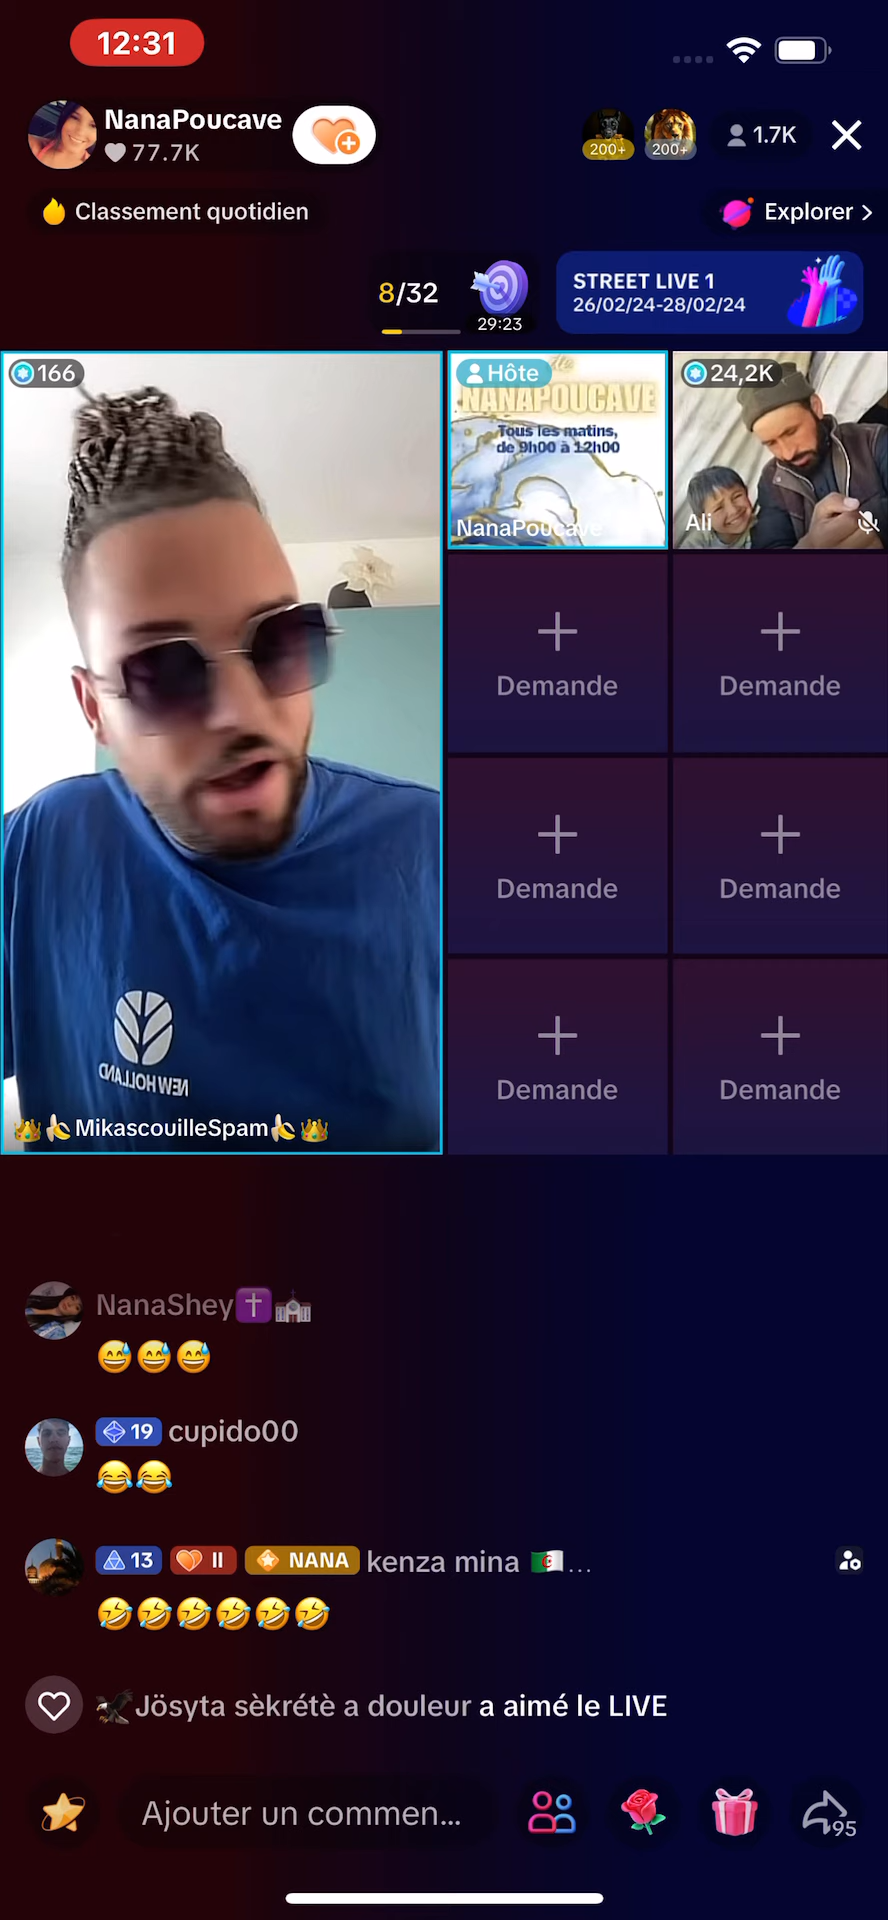 12:31
NanaPoucave
77.7K
200+
200+
1.7K
Classement quotidien
Explorer >
8/32
29:23
STREET LIVE 1
26/02/24-28/02/24
166
Hôte
de
NANAPOUCAVE
Tous les matins,
de 9h00 à 12h00
NanaPoucave
24,2K
Ali
Demande
Demande
Demande
Demande
Demande
Demande
NEW HOLLAND
👑🍌MikascouilleSpam🍌👑
NanaShey✝️💒
😅😅😅
19 cupido00
😂😂
13 II NANA kenza mina 🇩🇿...
🤣🤣🤣🤣🤣🤣
🦅Jösyta sèkrétè a douleur a aimé le LIVE
Ajouter un commen...
95